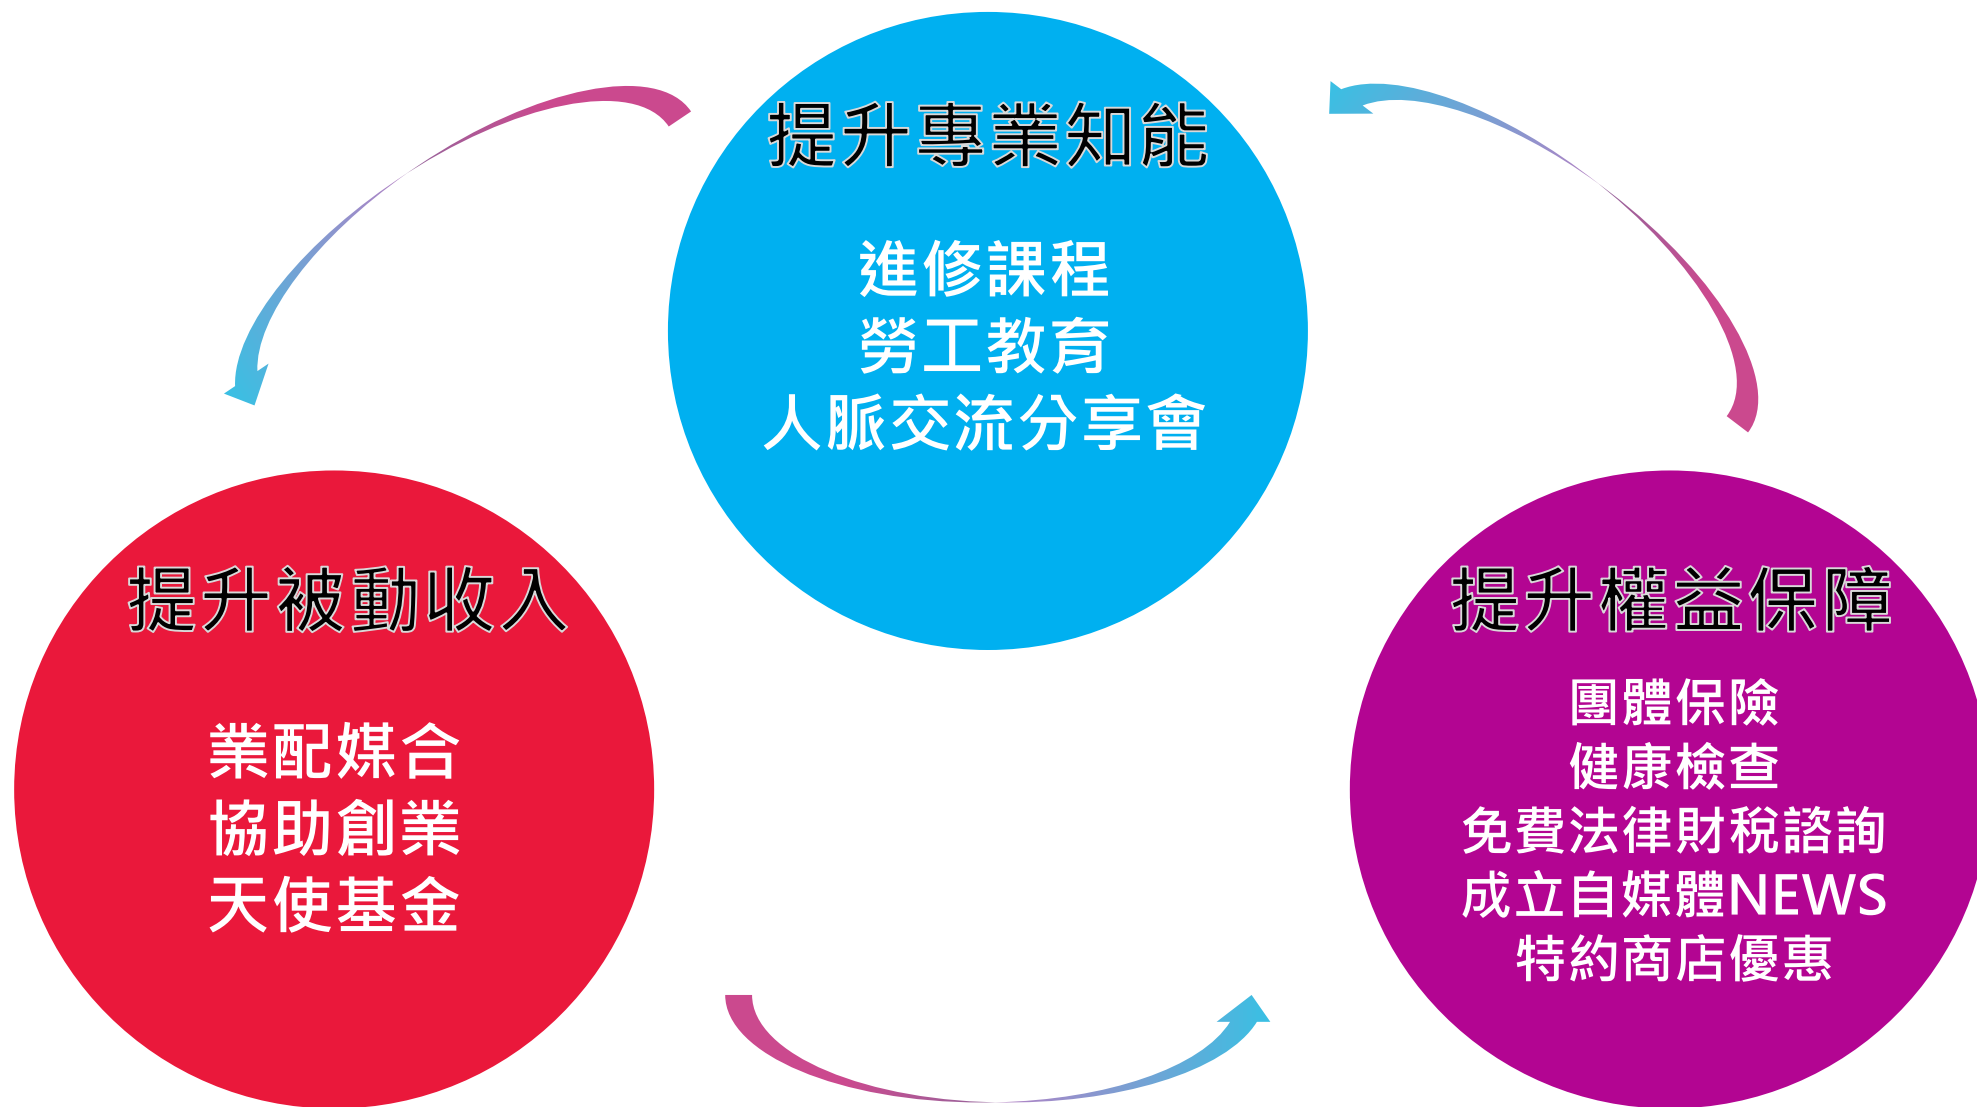 提升專業知能
進修課程
勞工教育
人脈交流分享會
提升被動收入
業配媒合
協助創業
天使基金
提升權益保障
團體保險
健康檢查
免費法律財稅諮詢
成立自媒體NEWS
特約商店優惠